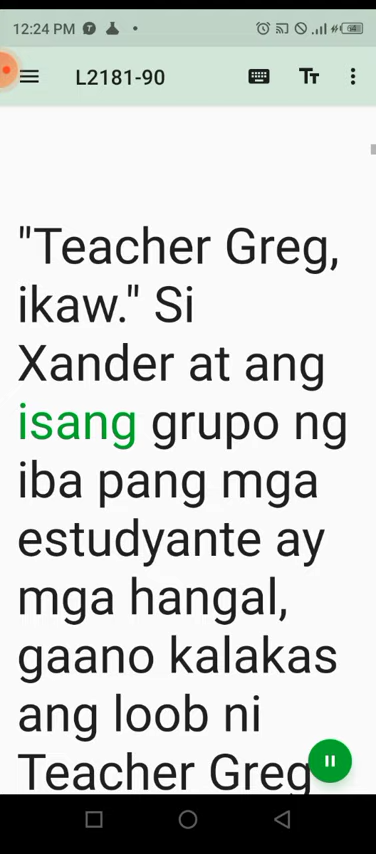 12:24 PM
L2181-90
"Teacher Greg,
ikaw." Si
Xander at ang
isang grupo ng
iba pang mga
estudyante ay
mga hangal,
gaano kalakas
ang loob ni
Teacher Greg